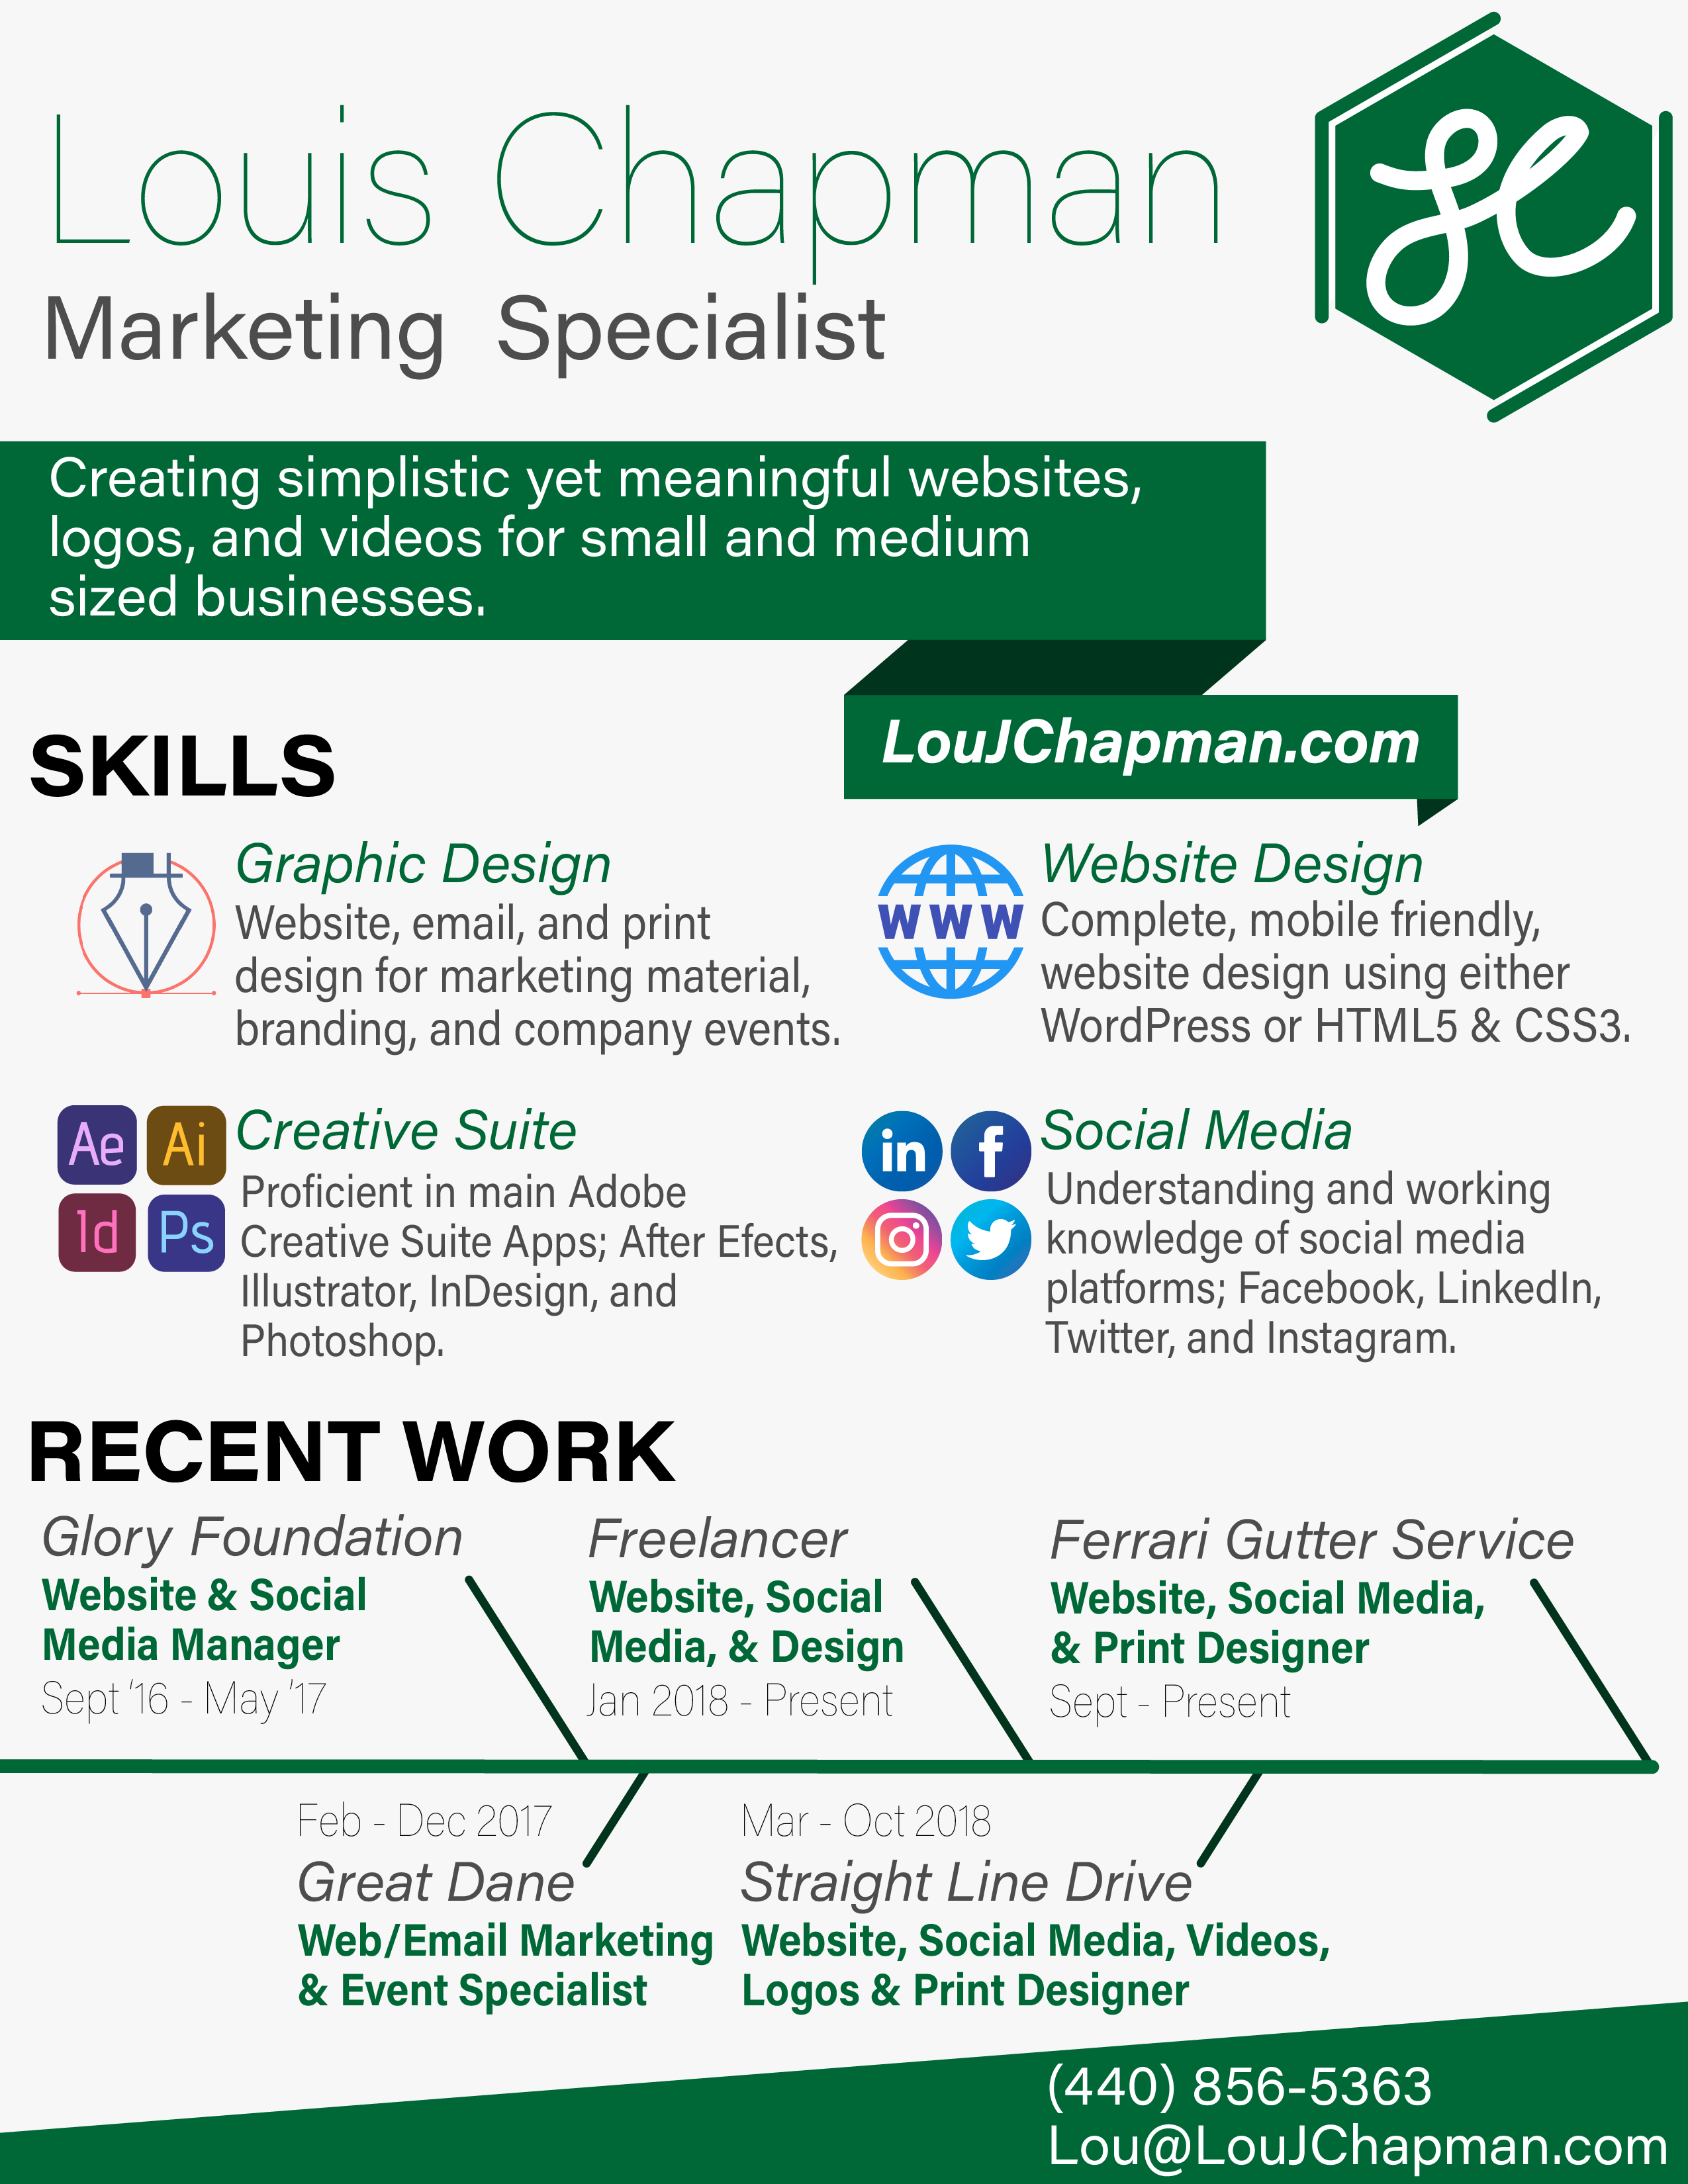 Louis Chapman
Marketing Specialist
Creating simplistic yet meaningful websites,
logos, and videos for small and medium
sized businesses.
LouJChapman.com
SKILLS
Graphic Design
Website, email, and print
design for marketing material,
branding, and company events.
WWW
Website Design
Complete, mobile friendly,
website design using either
WordPress or HTML5 & CSS3.
Ae Ai
Id Ps
Creative Suite
Proficient in main Adobe
Creative Suite Apps; After Efects,
Illustrator, InDesign, and
Photoshop.
in f
Social Media
Understanding and working
knowledge of social media
platforms; Facebook, LinkedIn,
Twitter, and Instagram.
RECENT WORK
Glory Foundation
Website & Social
Media Manager
Sept '16 - May '17
Freelancer
Website, Social
Media, & Design
Jan 2018 - Present
Ferrari Gutter Service
Website, Social Media,
& Print Designer
Sept - Present
Feb - Dec 2017
Great Dane
Web/Email Marketing
& Event Specialist
Mar - Oct 2018
Straight Line Drive
Website, Social Media, Videos,
Logos & Print Designer
(440) 856-5363
Lou@LouJChapman.com